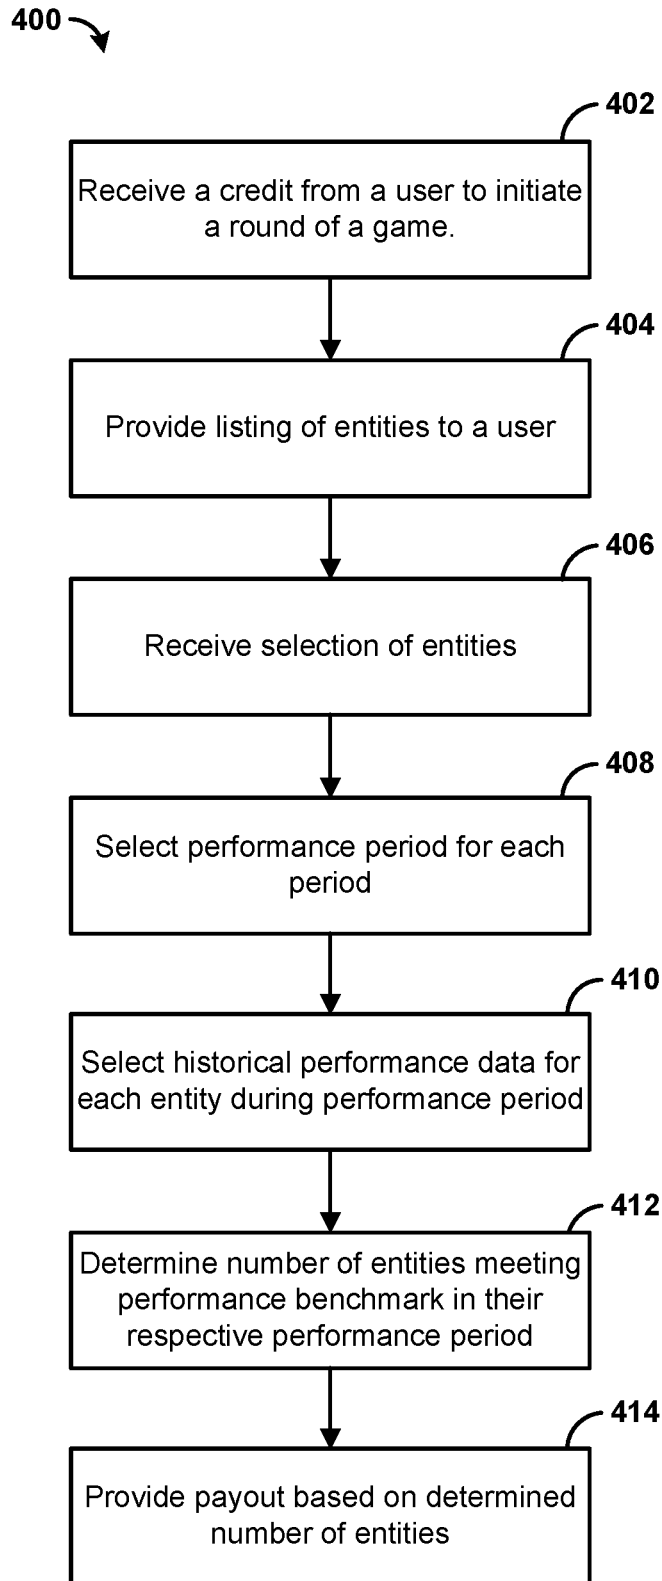 400
402
Receive a credit from a user to initiate
a round of a game.
404
Provide listing of entities to a user
406
Receive selection of entities
408
Select performance period for each
period
410
Select historical performance data for
each entity during performance period
412
Determine number of entities meeting
performance benchmark in their
respective performance period
414
Provide payout based on determined
number of entities